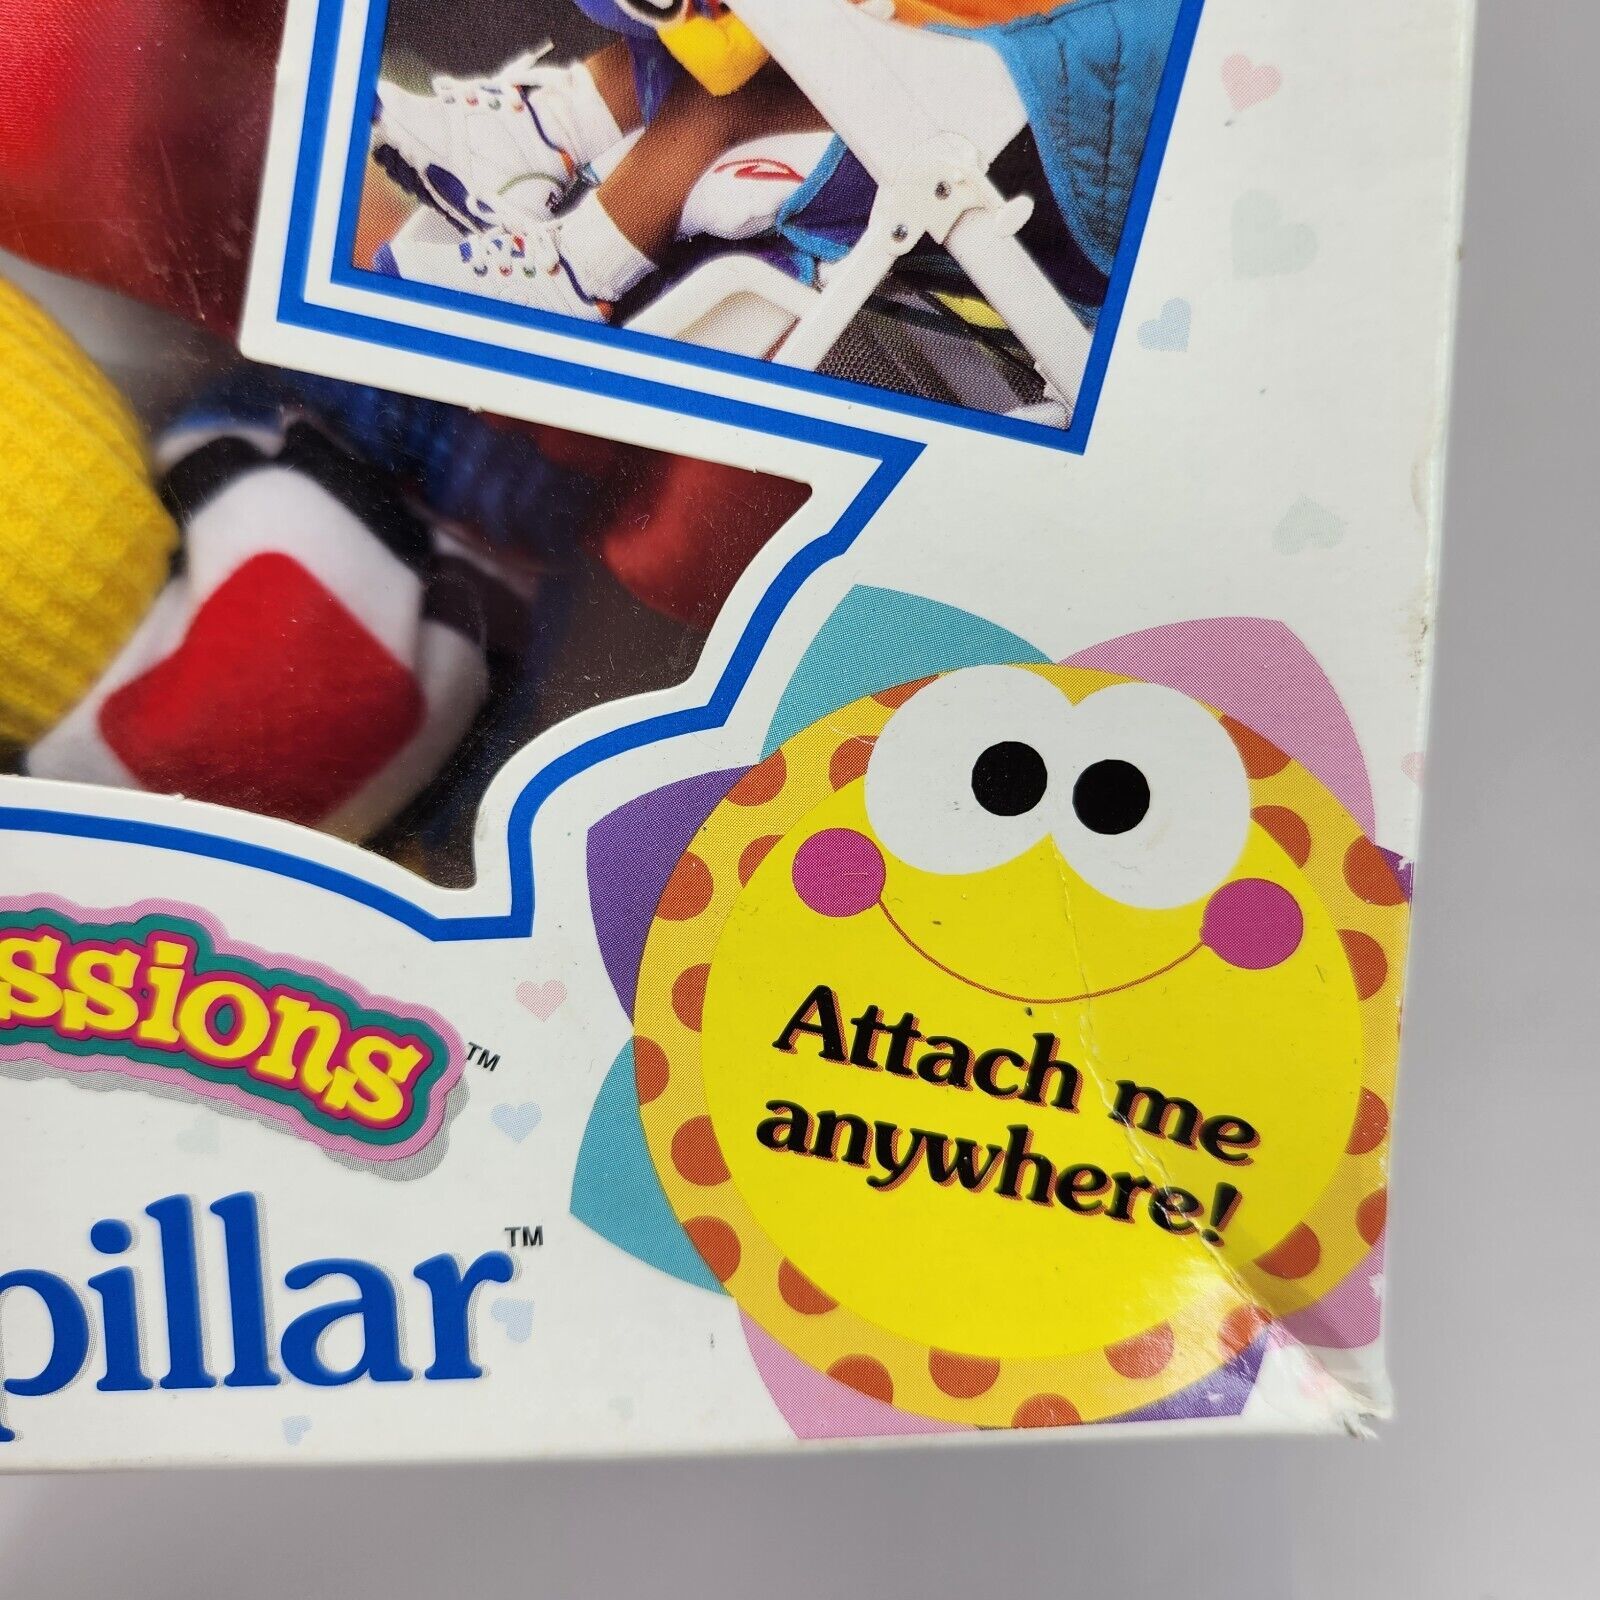 ssions™
pillar™
Attach me
anywhere!